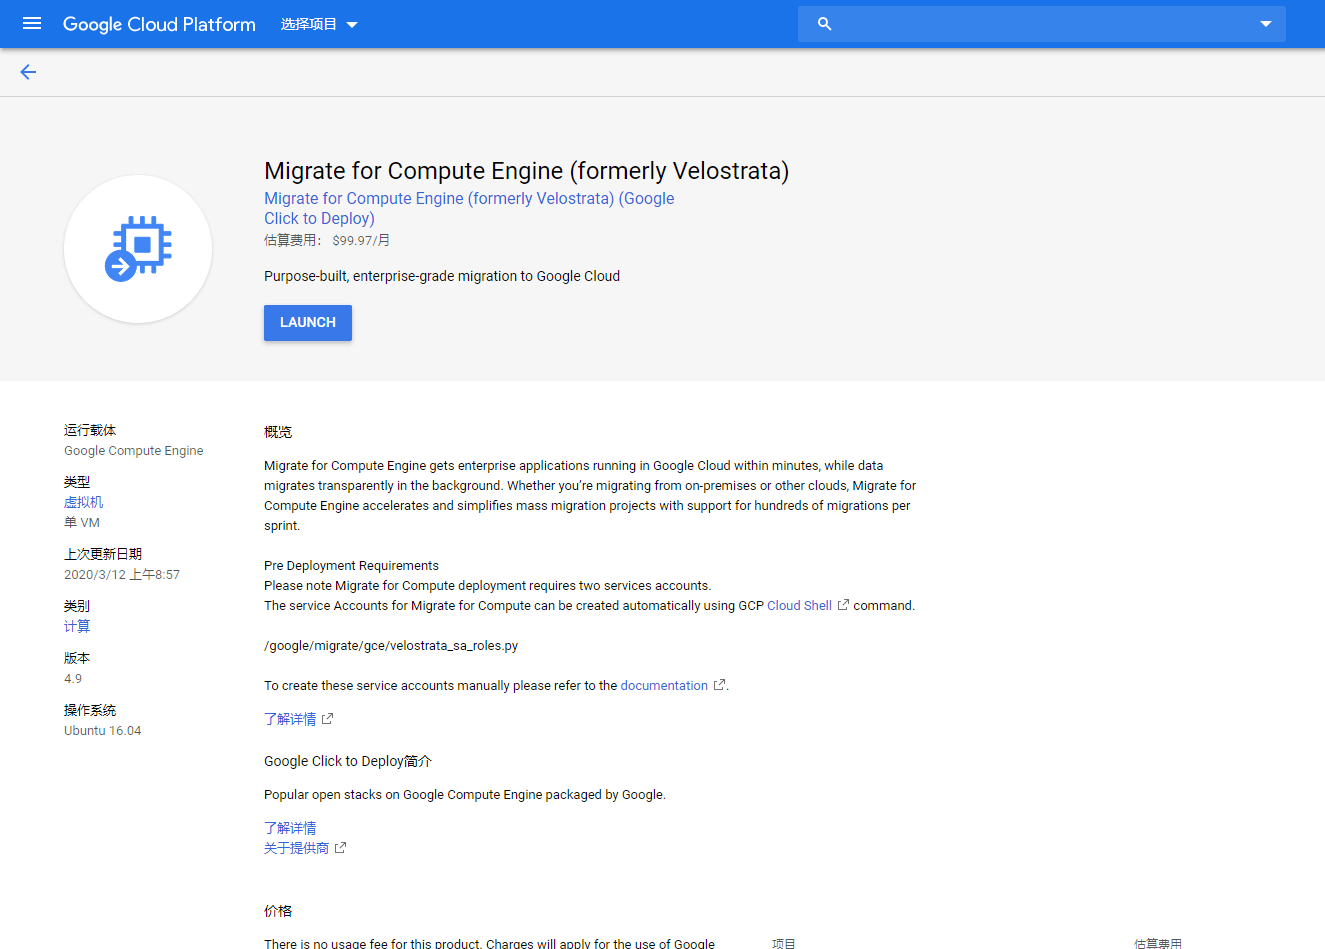 Google Cloud Platform 选择项目
Migrate for Compute Engine (formerly Velostrata)
Migrate for Compute Engine (formerly Velostrata) (Google
Click to Deploy)
估算费用： $99.97/月
Purpose-built, enterprise-grade migration to Google Cloud
LAUNCH
运行载体
Google Compute Engine
类型
虚拟机
单 VM
上次更新日期
2020/3/12 上午8:57
类别
计算
版本
4.9
操作系统
Ubuntu 16.04
概览
Migrate for Compute Engine gets enterprise applications running in Google Cloud within minutes, while data
migrates transparently in the background. Whether you’re migrating from on-premises or other clouds, Migrate for
Compute Engine accelerates and simplifies mass migration projects with support for hundreds of migrations per
sprint.
Pre Deployment Requirements
Please note Migrate for Compute deployment requires two services accounts.
The service Accounts for Migrate for Compute can be created automatically using GCP Cloud Shell command.
/google/migrate/gce/velostrata_sa_roles.py
To create these service accounts manually please refer to the documentation.
了解详情
Google Click to Deploy简介
Popular open stacks on Google Compute Engine packaged by Google.
了解详情
关于提供商
价格
There is no usage fee for this product. Charges will apply for the use of Google
项目 估算费用